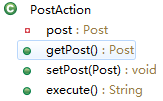 PostAction
post : Post
getPost() : Post
setPost(Post) : void
execute() : String